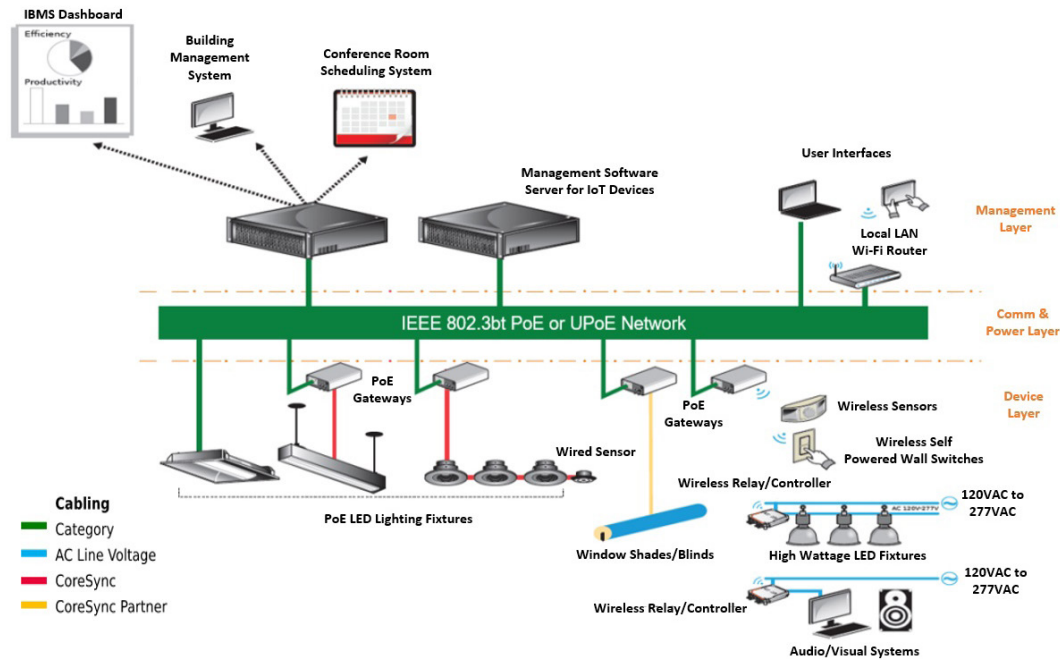 IBMS Dashboard
Efficiency
Productivity
Building
Management
System
Conference Room
Scheduling System
Management Software
Server for IoT Devices
User Interfaces
Local LAN
Wi-Fi Router
Management
Layer
IEEE 802.3bt PoE or UPoE Network
Comm &
Power Layer
PoE
Gateways
PoE
Gateways
Device
Layer
Wireless Sensors
Wireless Self
Powered Wall Switches
Wired Sensor
PoE LED Lighting Fixtures
Window Shades/Blinds
Wireless Relay/Controller
AC 120V-277V
120VAC to
277VAC
High Wattage LED Fixtures
Wireless Relay/Controller
120VAC to
277VAC
Audio/Visual Systems
Cabling
Category
AC Line Voltage
CoreSync
CoreSync Partner